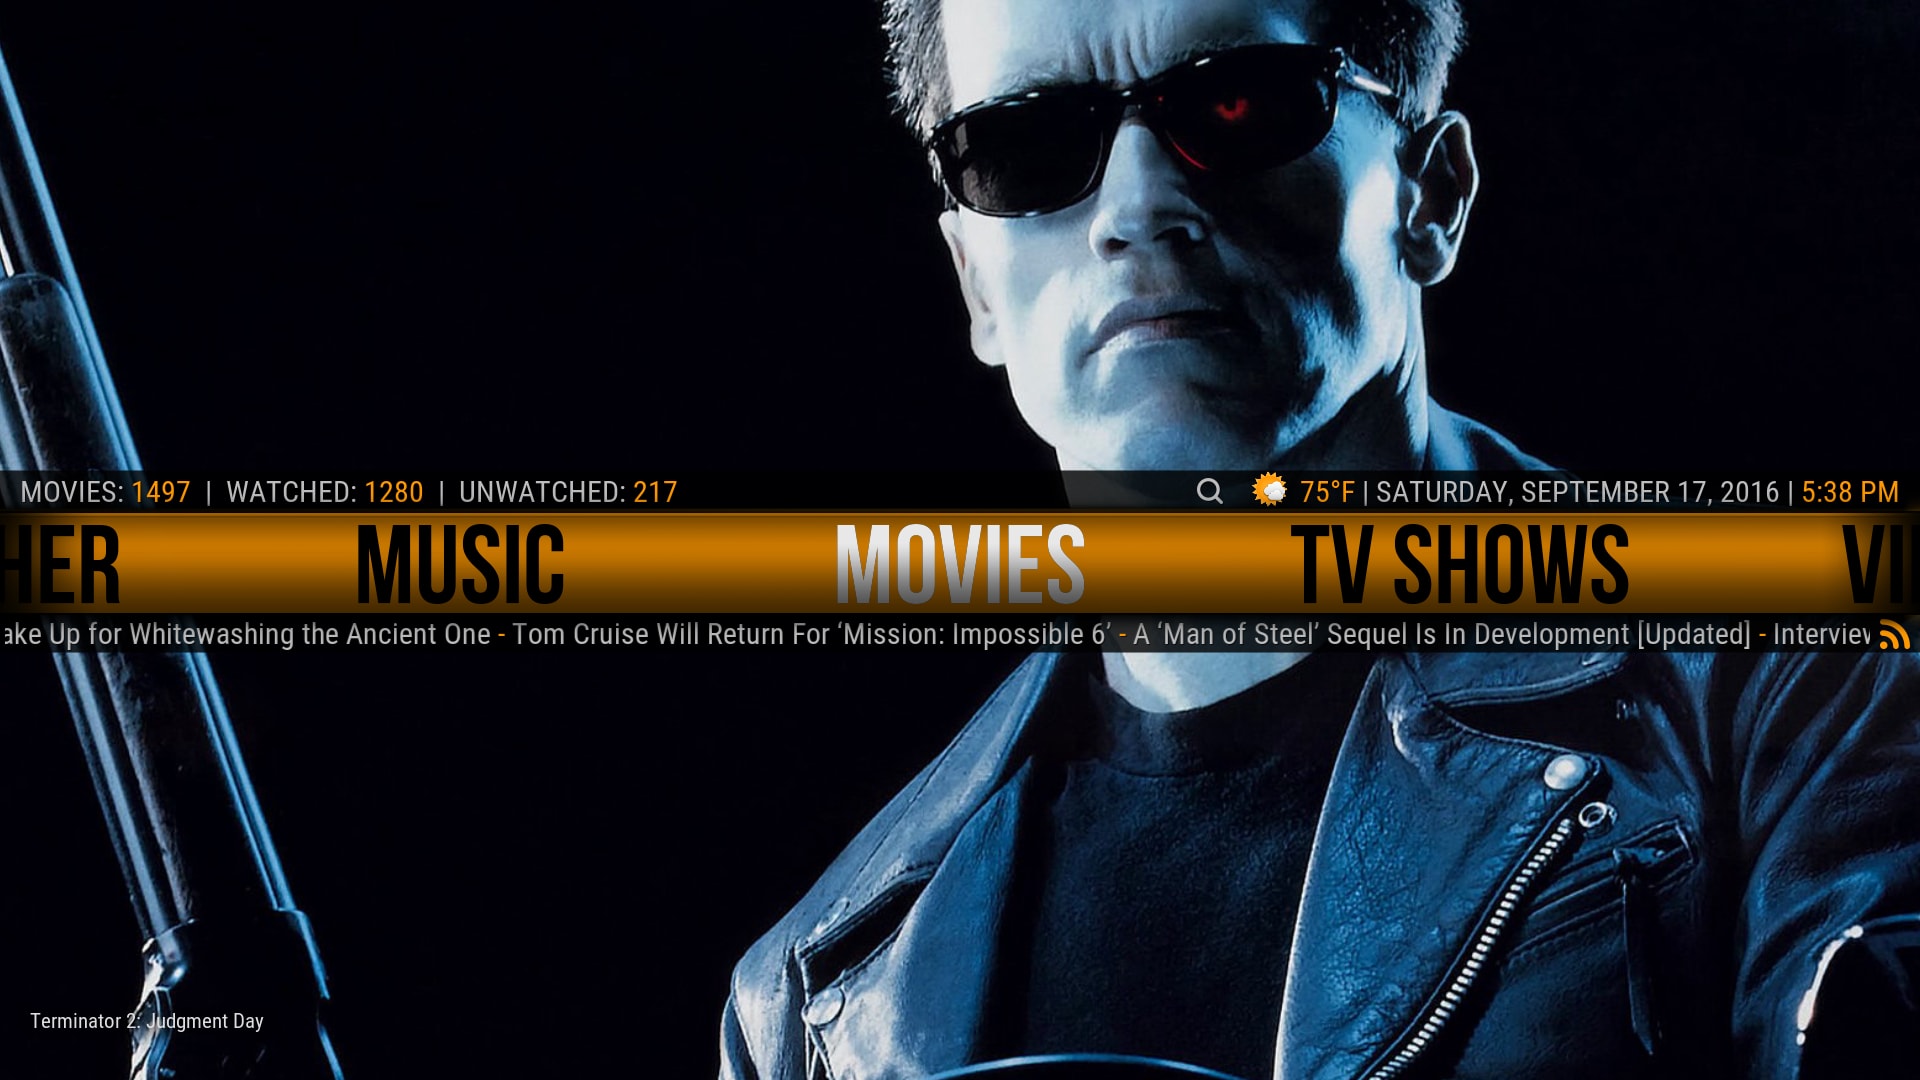 MOVIES: 1497 | WATCHED: 1280 | UNWATCHED: 217
75°F | SATURDAY, SEPTEMBER 17, 2016 | 5:38 PM
HER MUSIC MOVIES TV SHOWS VI
ake Up for Whitewashing the Ancient One - Tom Cruise Will Return For ‘Mission: Impossible 6’ - A ‘Man of Steel’ Sequel Is In Development [Updated] - Interview
Terminator 2: Judgment Day